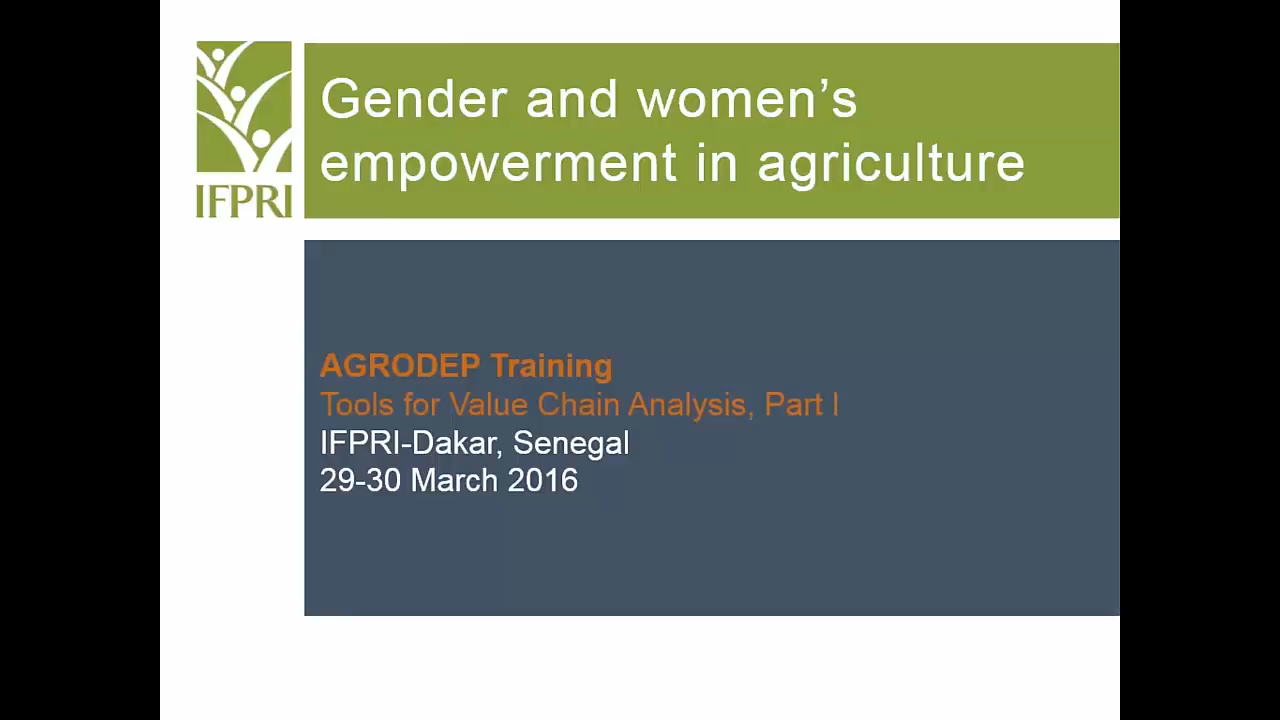 IFPRI
Gender and women’s
empowerment in agriculture
AGRODEP Training
Tools for Value Chain Analysis, Part I
IFPRI-Dakar, Senegal
29-30 March 2016